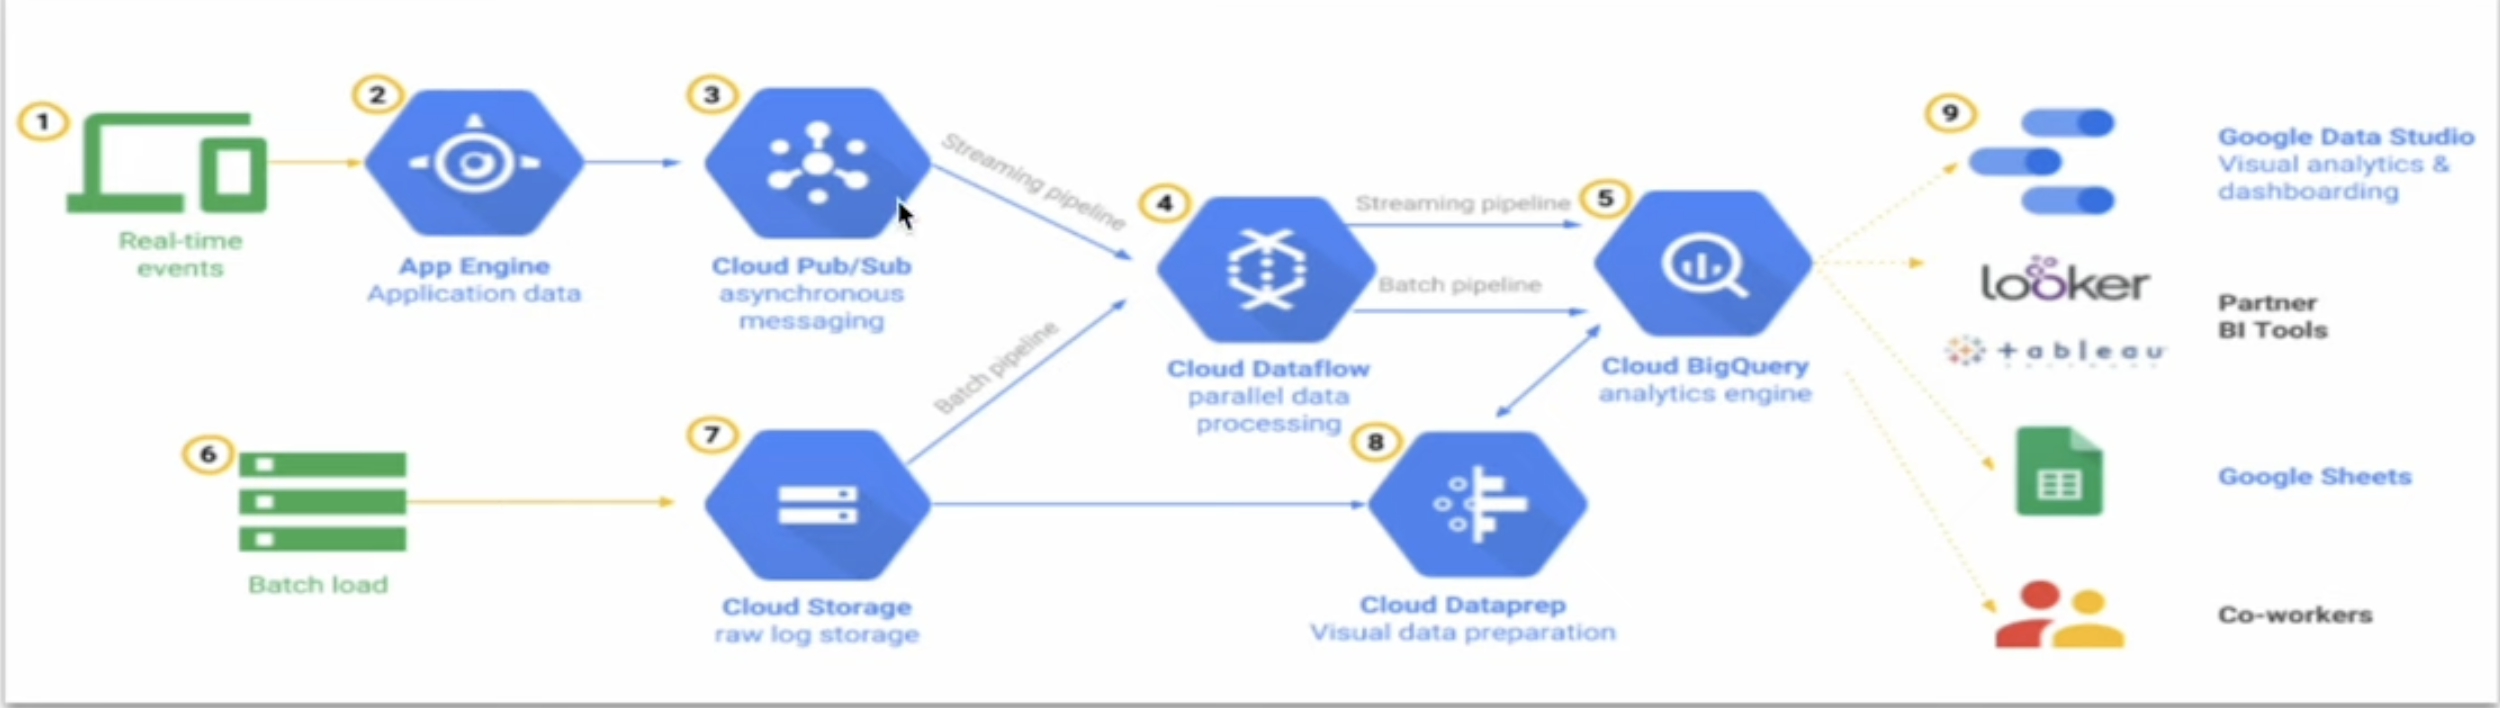 1
Real-time
events
2
App Engine
Application data
3
Cloud Pub/Sub
asynchronous
messaging
Streaming pipeline
Batch pipeline
4
Cloud Dataflow
parallel data
processing
Streaming pipeline
Batch pipeline
5
Cloud BigQuery
analytics engine
6
Batch load
7
Cloud Storage
raw log storage
8
Cloud Dataprep
Visual data preparation
9
Google Data Studio
Visual analytics &
dashboarding
looker
+ableau
Partner
BI Tools
Google Sheets
Co-workers